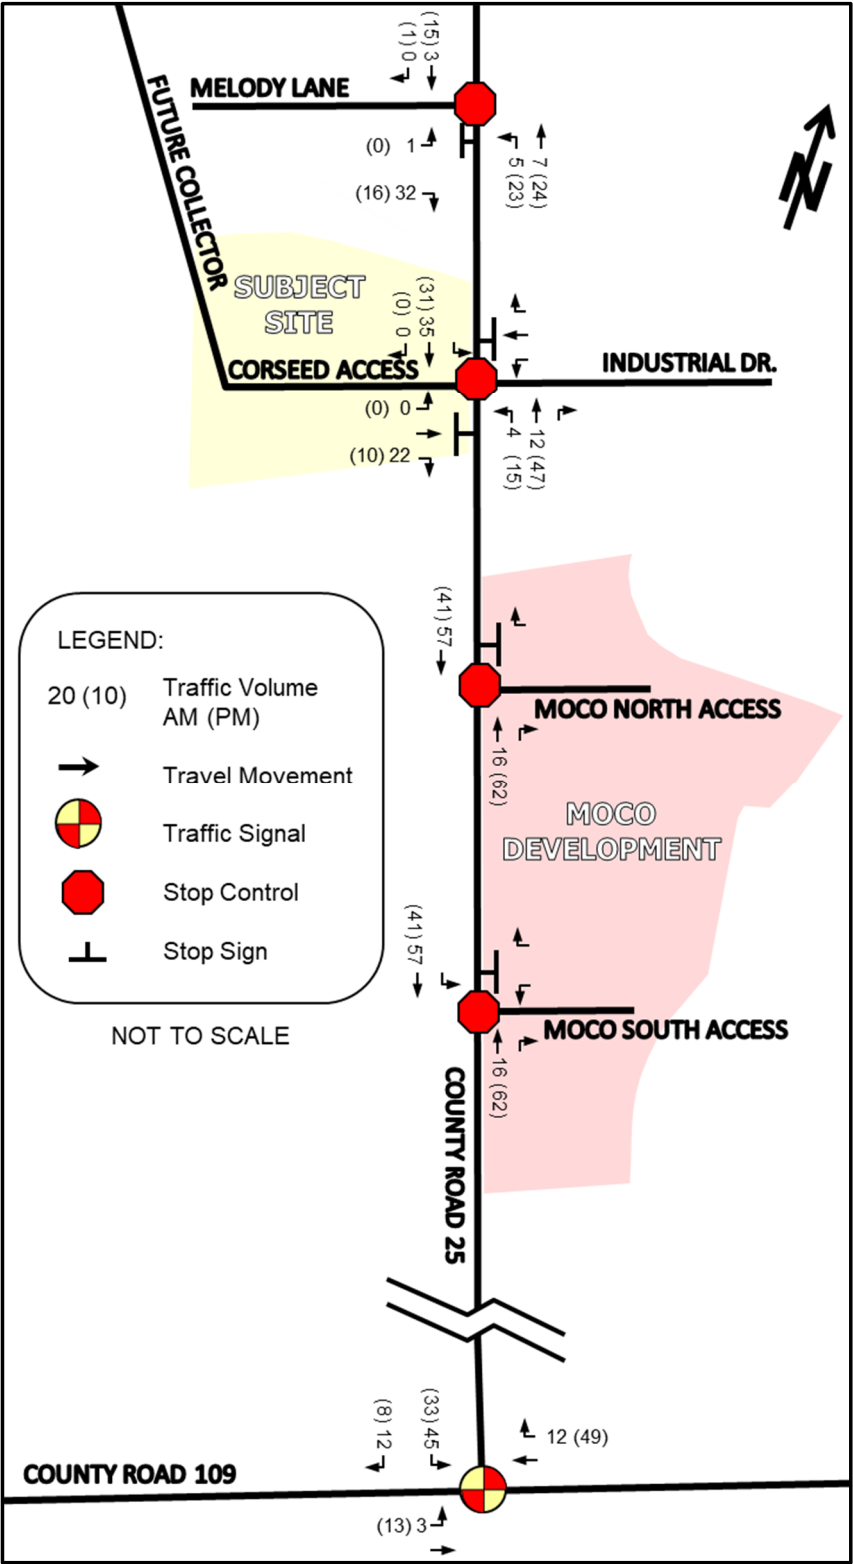 (15) 3
(1) 0
MELODY LANE
FUTURE COLLECTOR
(0) 1
7 (24)
5 (23)
N
(16) 32
SUBJECT
SITE
(31) 35
(0) 0
CORSEED ACCESS
INDUSTRIAL DR.
(0) 0
12 (47)
4 (15)
(10) 22
(41) 57
LEGEND:
20 (10)
Traffic Volume
AM (PM)
Travel Movement
Traffic Signal
Stop Control
Stop Sign
NOT TO SCALE
MOCO NORTH ACCESS
16 (62)
MOCO
DEVELOPMENT
(41) 57
MOCO SOUTH ACCESS
16 (62)
COUNTY ROAD 25
(8) 12
(33) 45
12 (49)
COUNTY ROAD 109
(13) 3